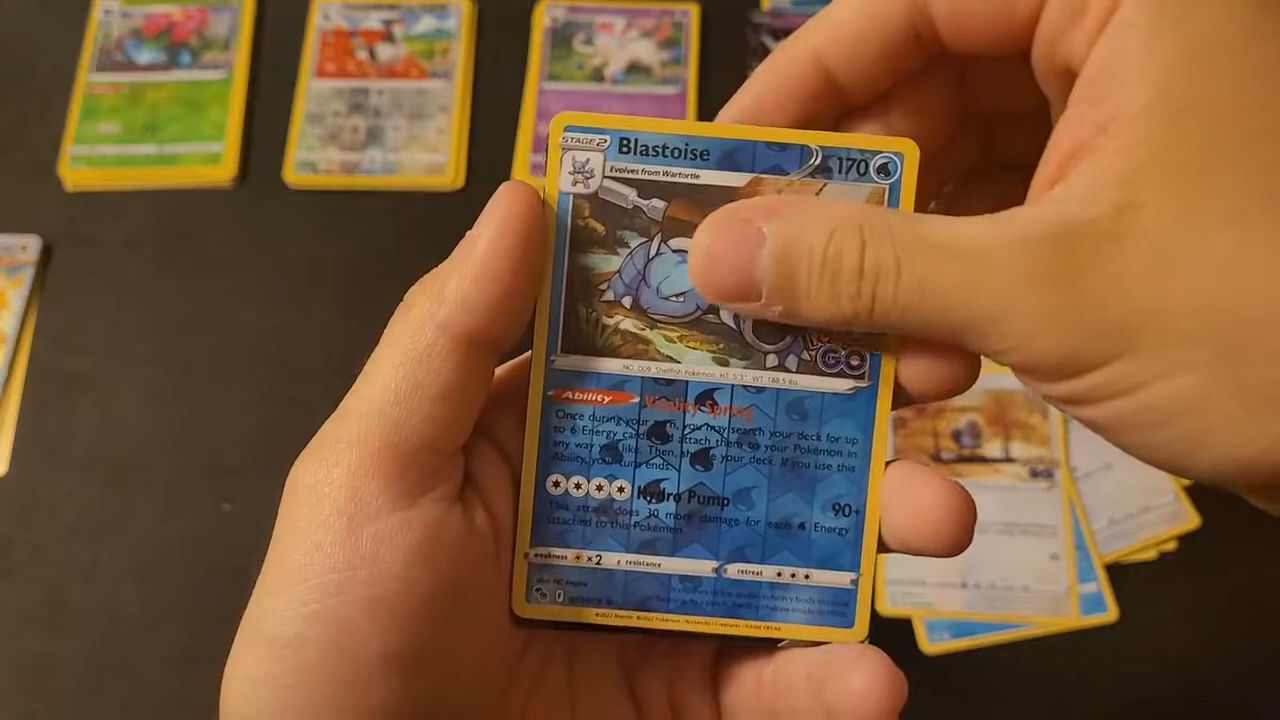 STAGE2 Blastoise 170
Evolves from Wartortle
GO
NO. 009 Shellfish Pokémon HT: 5'3" WT: 188.5 lbs
Ability Vitality Spring
Once during your turn, you may search your deck for up
to 6 Energy cards and attach them to your Pokémon in
any way you like. Then, shuffle your deck. If you use this
Ability, your turn ends.
Hydro Pump 90+
This attack does 30 more damage for each Energy
attached to this Pokémon
weakness ×2 resistance retreat
GO